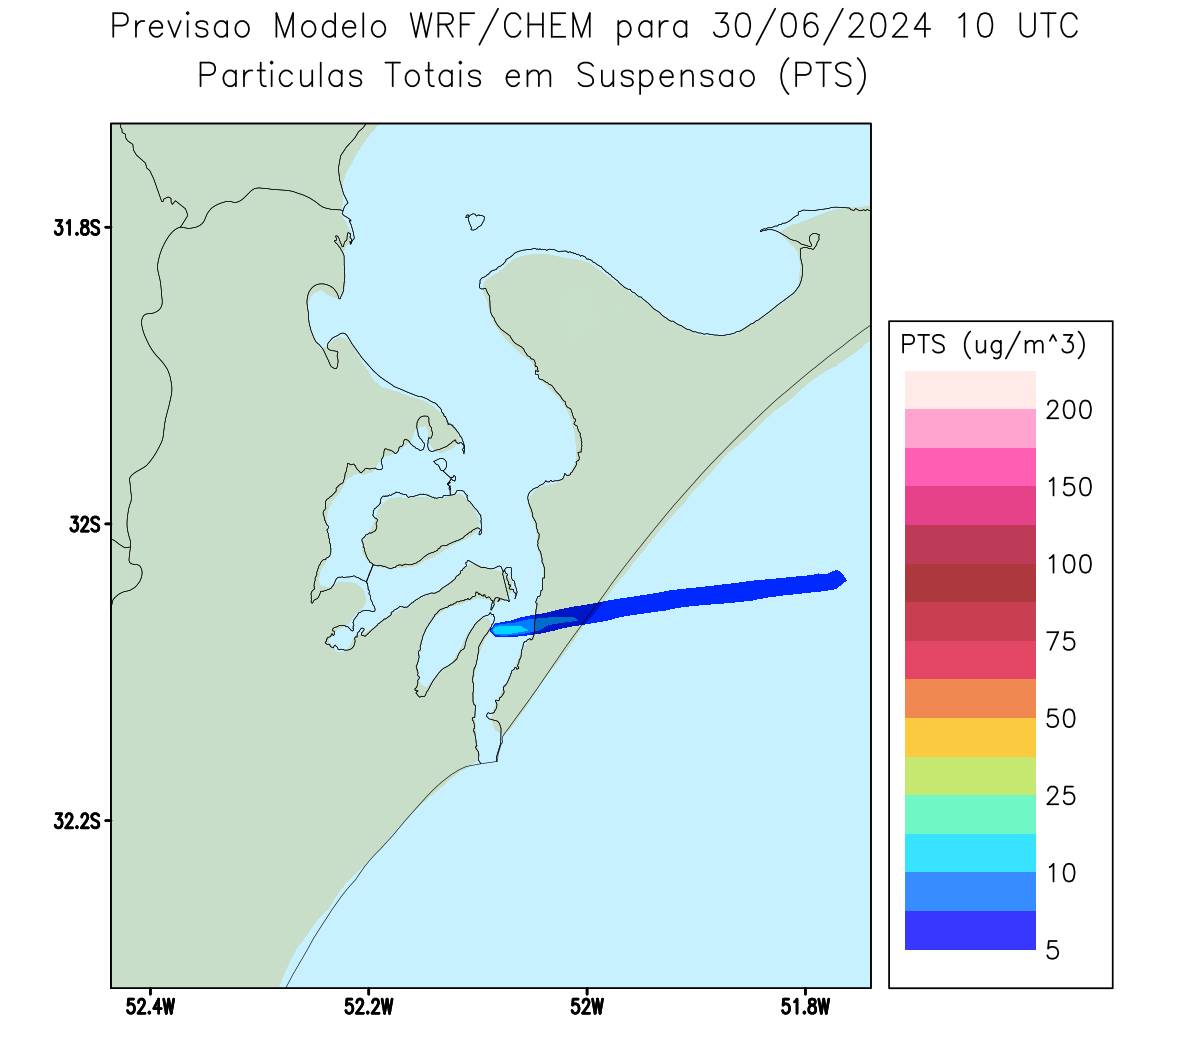 Previsao Modelo WRF/CHEM para 30/06/2024 10 UTC
Particulas Totais em Suspensao (PTS)
31.8S
32S
32.2S
52.4W
52.2W
52W
51.8W
PTS (ug/m^3)
200
150
100
75
50
25
10
5